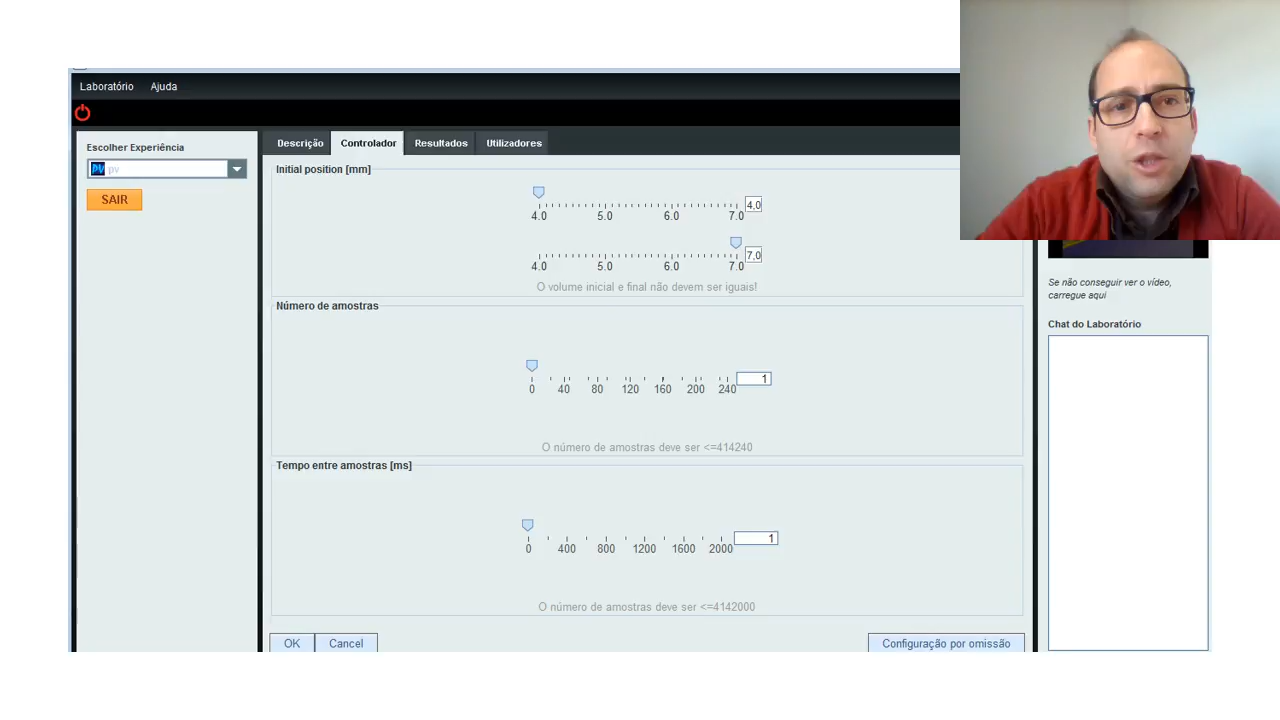 Laboratório Ajuda
Escolher Experiência
pv pv
SAIR
Descrição Controlador Resultados Utilizadores
Initial position [mm]
4.0 5.0 6.0 7.0 4.0
4.0 5.0 6.0 7.0 7.0
O volume inicial e final não devem ser iguais!
Número de amostras
0 40 80 120 160 200 240 1
O número de amostras deve ser <=414240
Tempo entre amostras [ms]
0 400 800 1200 1600 2000 1
O número de amostras deve ser <=4142000
OK Cancel Configuração por omissão
Se não conseguir ver o vídeo,
carregue aqui
Chat do Laboratório